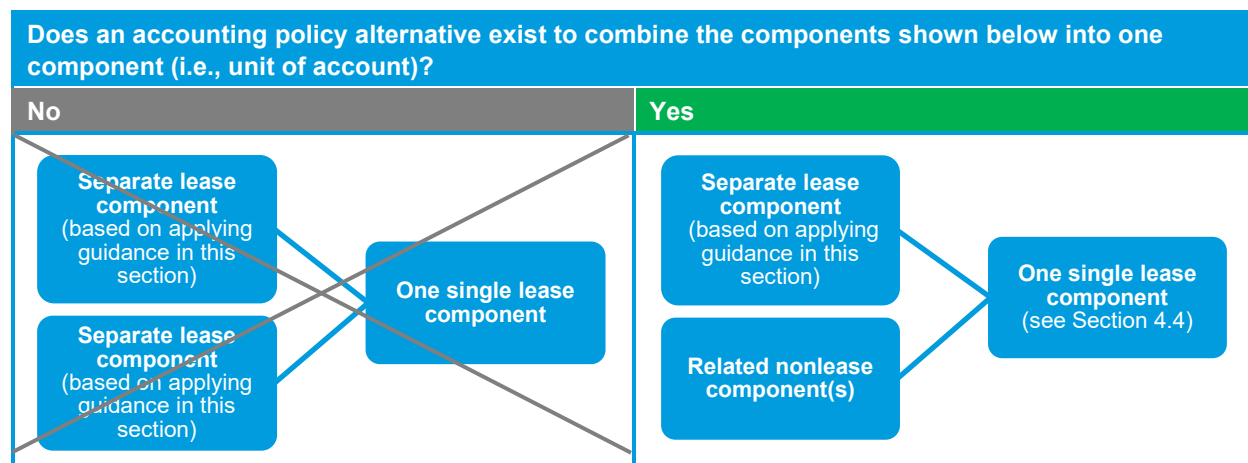 Does an accounting policy alternative exist to combine the components shown below into one
component (i.e., unit of account)?
No
Yes
Separate lease
component
(based on applying
guidance in this
section)
One single lease
component
Separate lease
component
(based on applying
guidance in this
section)
Separate lease
component
(based on applying
guidance in this
section)
One single lease
component
(see Section 4.4)
Related nonlease
component(s)